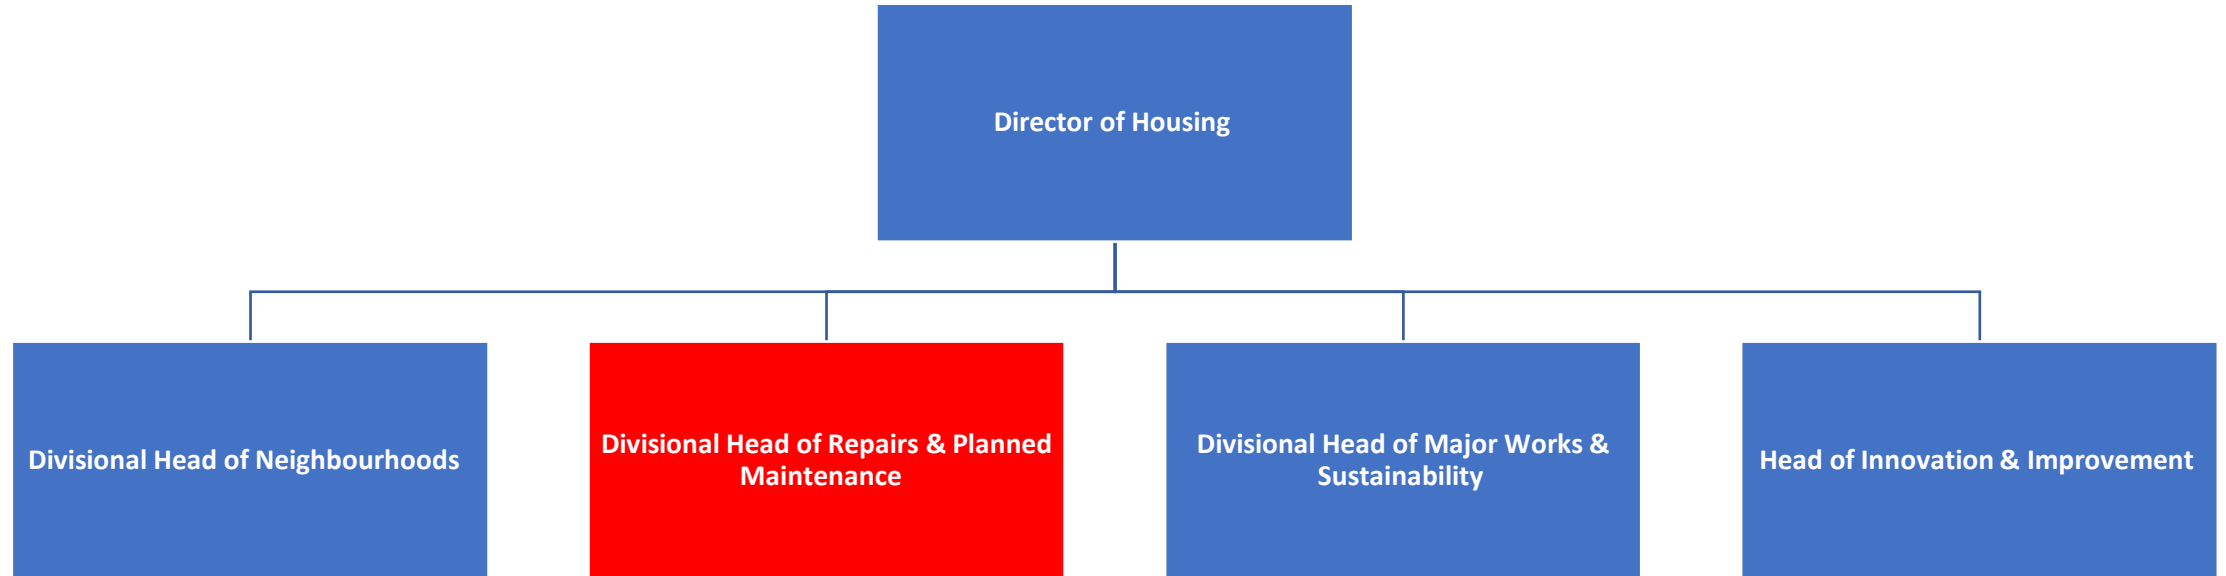 Director of Housing
Divisional Head of Neighbourhoods
Divisional Head of Repairs & Planned
Maintenance
Divisional Head of Major Works &
Sustainability
Head of Innovation & Improvement